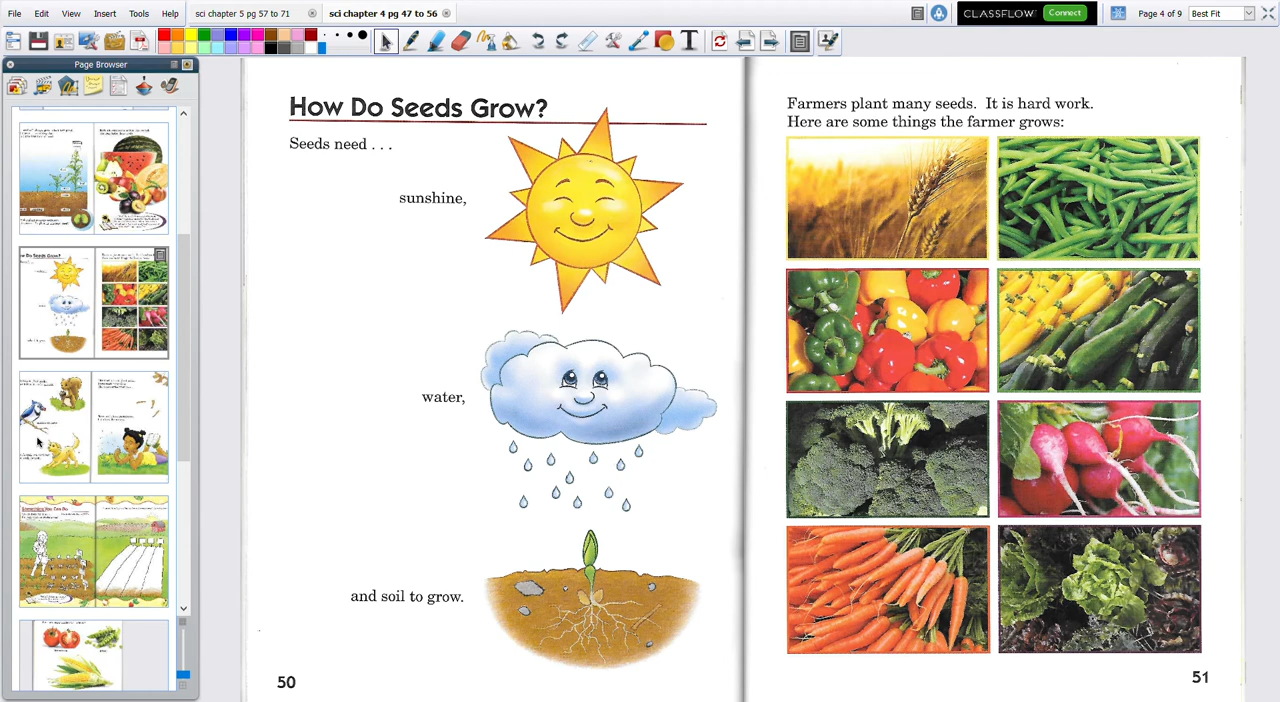 File Edit View Insert Tools Help
sci chapter 5 pg 57 to 71
sci chapter 4 pg 47 to 56
CLASSFLOW Connect
Page 4 of 9
Best Fit
Page Browser
How Do Seeds Grow?
Seeds need . . .
sunshine,
water,
and soil to grow.
50
Farmers plant many seeds. It is hard work.
Here are some things the farmer grows:
51